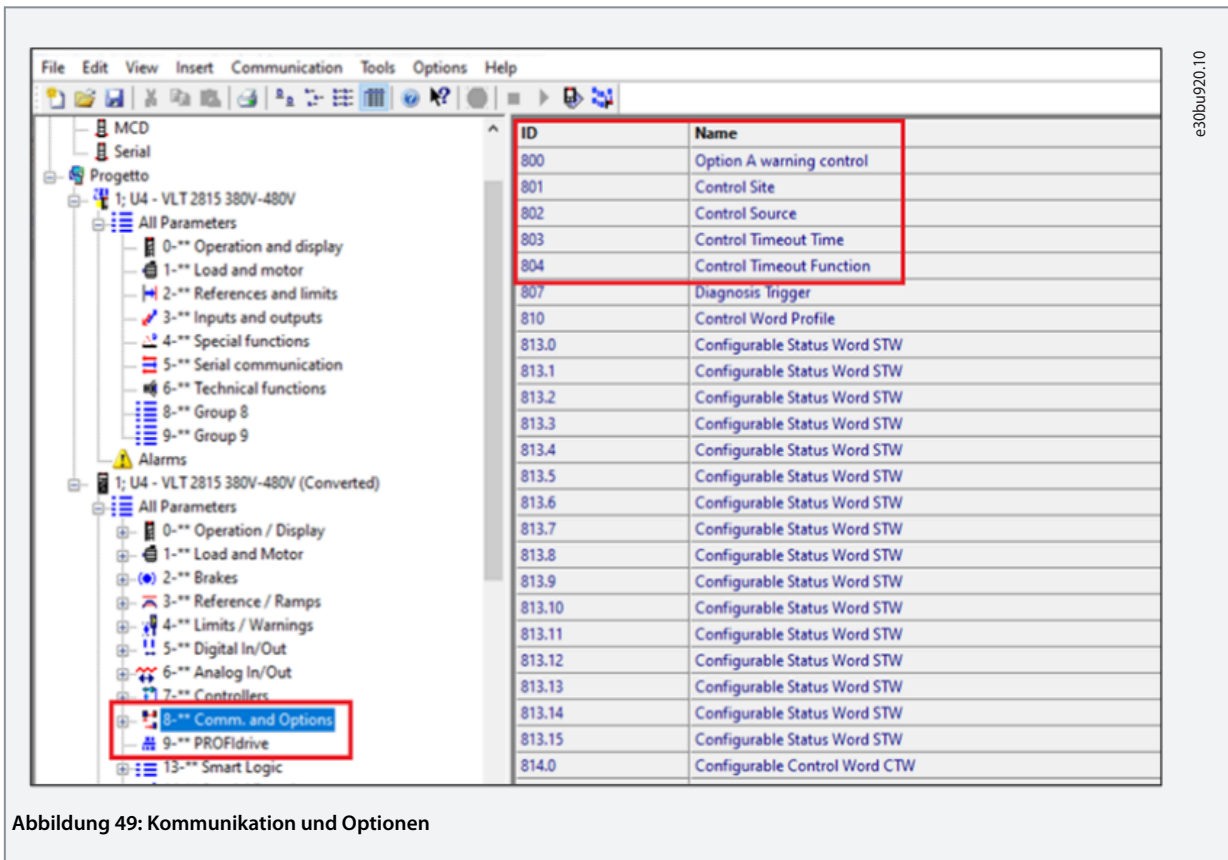 File Edit View Insert Communication Tools Options Help
MCD
Serial
Progetto
1; U4 - VLT 2815 380V-480V
All Parameters
0-** Operation and display
1-** Load and motor
2-** References and limits
3-** Inputs and outputs
4-** Special functions
5-** Serial communication
6-** Technical functions
8-** Group 8
9-** Group 9
Alarms
1; U4 - VLT 2815 380V-480V (Converted)
All Parameters
0-** Operation / Display
1-** Load and Motor
2-** Brakes
3-** Reference / Ramps
4-** Limits / Warnings
5-** Digital In/Out
6-** Analog In/Out
7-** Controllers
8-** Comm. and Options
9-** PROFIdrive
13-** Smart Logic
ID Name
800 Option A warning control
801 Control Site
802 Control Source
803 Control Timeout Time
804 Control Timeout Function
807 Diagnosis Trigger
810 Control Word Profile
813.0 Configurable Status Word STW
813.1 Configurable Status Word STW
813.2 Configurable Status Word STW
813.3 Configurable Status Word STW
813.4 Configurable Status Word STW
813.5 Configurable Status Word STW
813.6 Configurable Status Word STW
813.7 Configurable Status Word STW
813.8 Configurable Status Word STW
813.9 Configurable Status Word STW
813.10 Configurable Status Word STW
813.11 Configurable Status Word STW
813.12 Configurable Status Word STW
813.13 Configurable Status Word STW
813.14 Configurable Status Word STW
813.15 Configurable Status Word STW
814.0 Configurable Control Word CTW
e30bu920.10
Abbildung 49: Kommunikation und Optionen